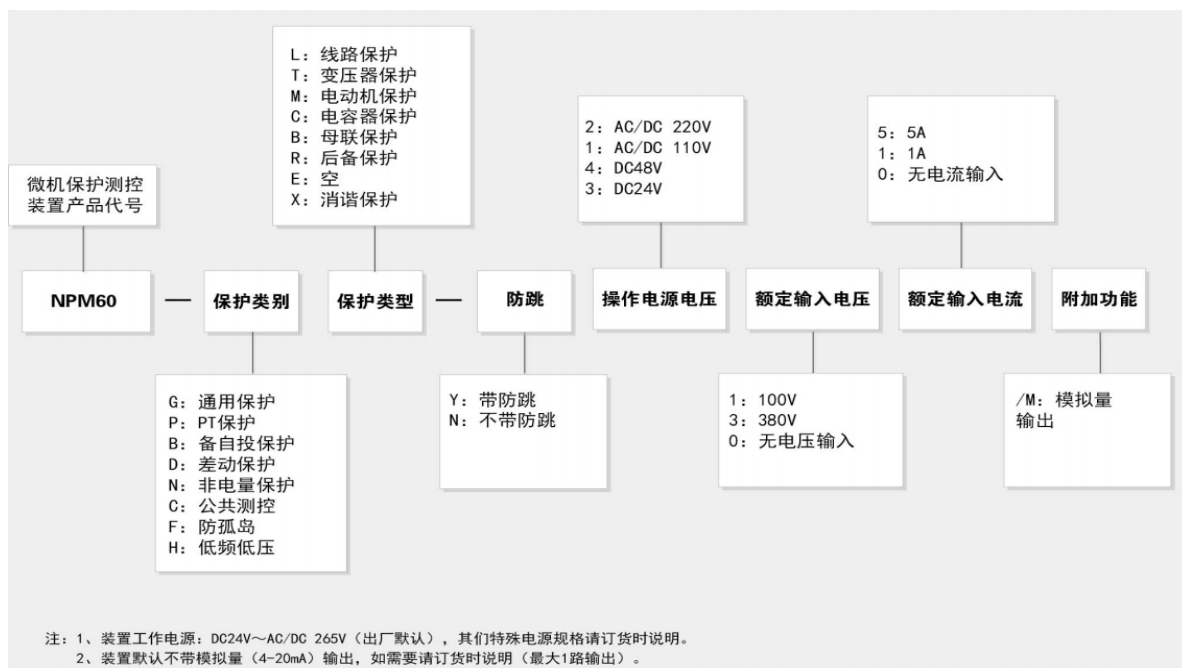 L：线路保护
T：变压器保护
M：电动机保护
C：电容器保护
B：母联保护
R：后备保护
E：空
X：消谐保护
2：AC/DC 220V
1：AC/DC 110V
4：DC48V
3：DC24V
5：5A
1：1A
0：无电流输入
微机保护测控
装置产品代号
NPM60 — 保护类别 保护类型 — 防跳 操作电源电压 额定输入电压 额定输入电流 附加功能
G：通用保护
P：PT保护
B：备自投保护
D：差动保护
N：非电量保护
C：公共测控
F：防孤岛
H：低频低压
Y：带防跳
N：不带防跳
1：100V
3：380V
0：无电压输入
/M：模拟量
输出
注：1、装置工作电源：DC24V～AC/DC 265V（出厂默认），其们特殊电源规格请订货时说明。
2、装置默认不带模拟量（4-20mA）输出，如需要请订货时说明（最大1路输出）。